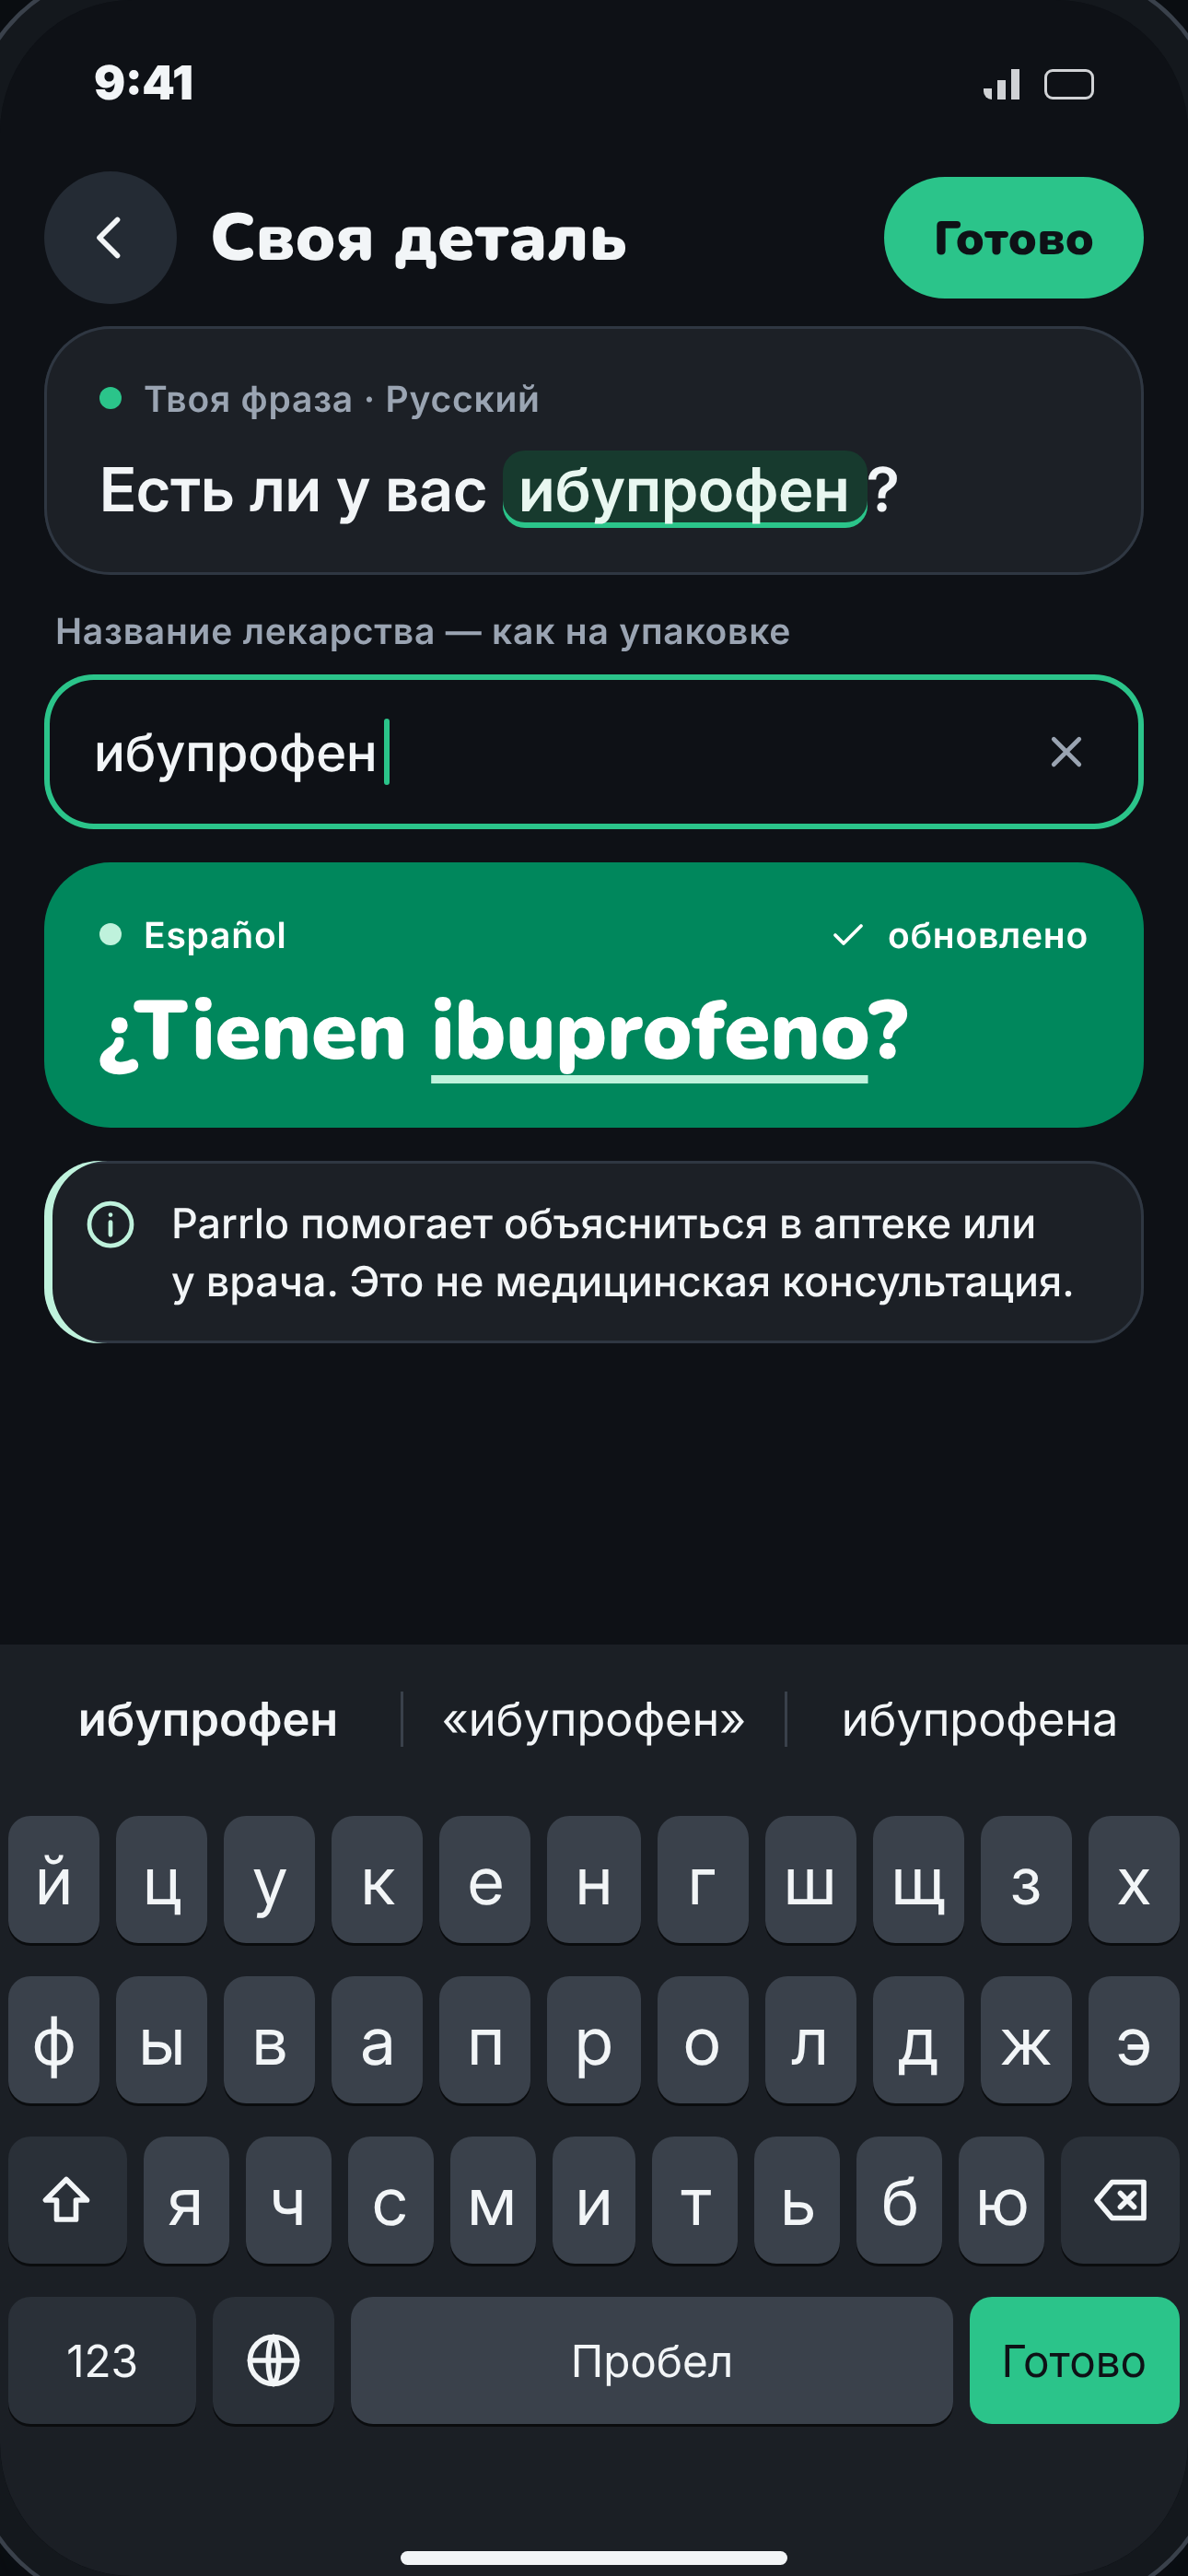 9:41
Своя деталь
Готово
Твоя фраза · Русский
Есть ли у вас ибупрофен?
Название лекарства — как на упаковке
ибупрофен
Español
обновлено
¿Tienen ibuprofeno?
Parrlo помогает объясниться в аптеке или
у врача. Это не медицинская консультация.
ибупрофен «ибупрофен» ибупрофена
й ц у к е н г ш щ з х
ф ы в а п р о л д ж э
я ч с м и т ь б ю
123 Пробел Готово